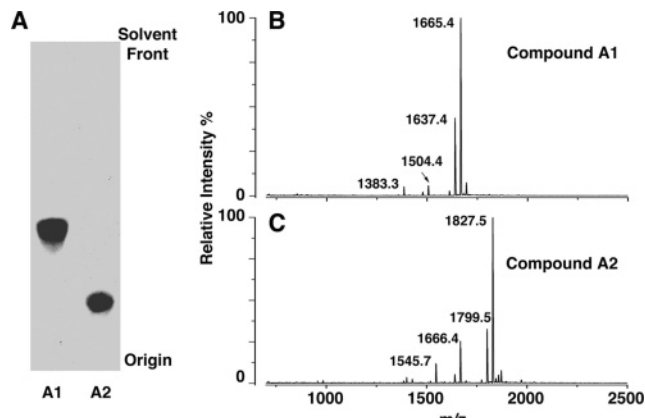 A
Solvent
Front
Origin
A1 A2
B
100
1665.4
Compound A1
1637.4
1504.4
1383.3
0
Relative Intensity %
C
100
1827.5
Compound A2
1799.5
1666.4
1545.7
0
1000 1500 2000 2500
m/z